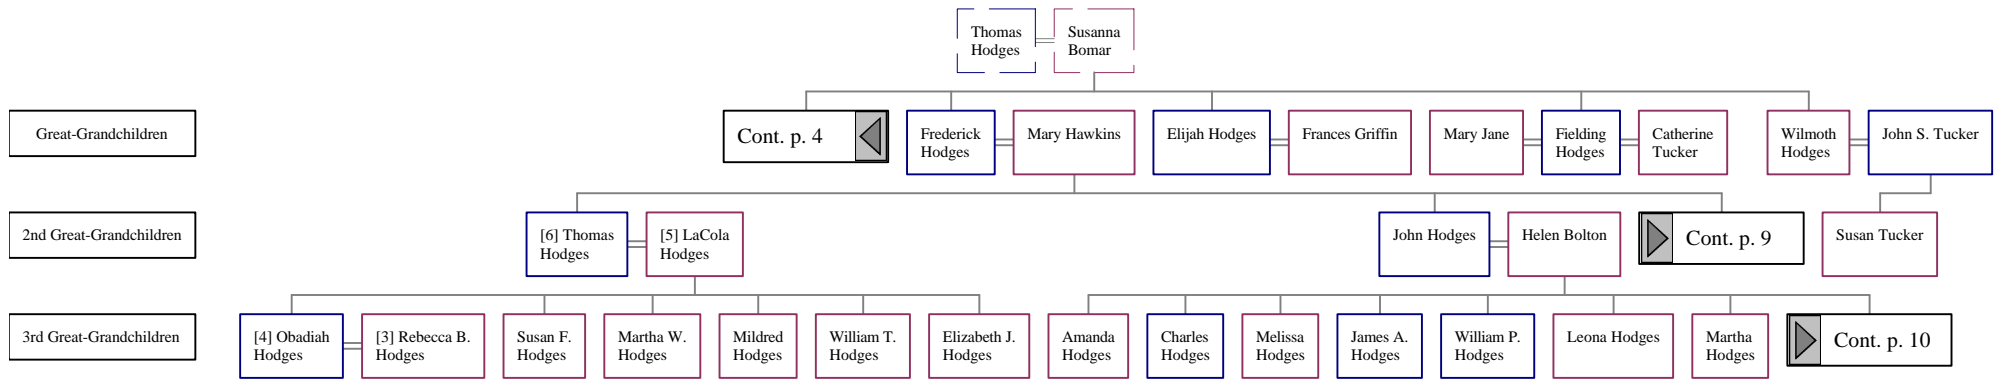 Thomas
Hodges
Susanna
Bomar
Great-Grandchildren
Cont. p. 4
Frederick
Hodges
Mary Hawkins
Elijah Hodges
Frances Griffin
Mary Jane
Fielding
Hodges
Catherine
Tucker
Wilmoth
Hodges
John S. Tucker
2nd Great-Grandchildren
[6] Thomas
Hodges
[5] LaCola
Hodges
John Hodges
Helen Bolton
Cont. p. 9
Susan Tucker
3rd Great-Grandchildren
[4] Obadiah
Hodges
[3] Rebecca B.
Hodges
Susan F.
Hodges
Martha W.
Hodges
Mildred
Hodges
William T.
Hodges
Elizabeth J.
Hodges
Amanda
Hodges
Charles
Hodges
Melissa
Hodges
James A.
Hodges
William P.
Hodges
Leona Hodges
Martha
Hodges
Cont. p. 10